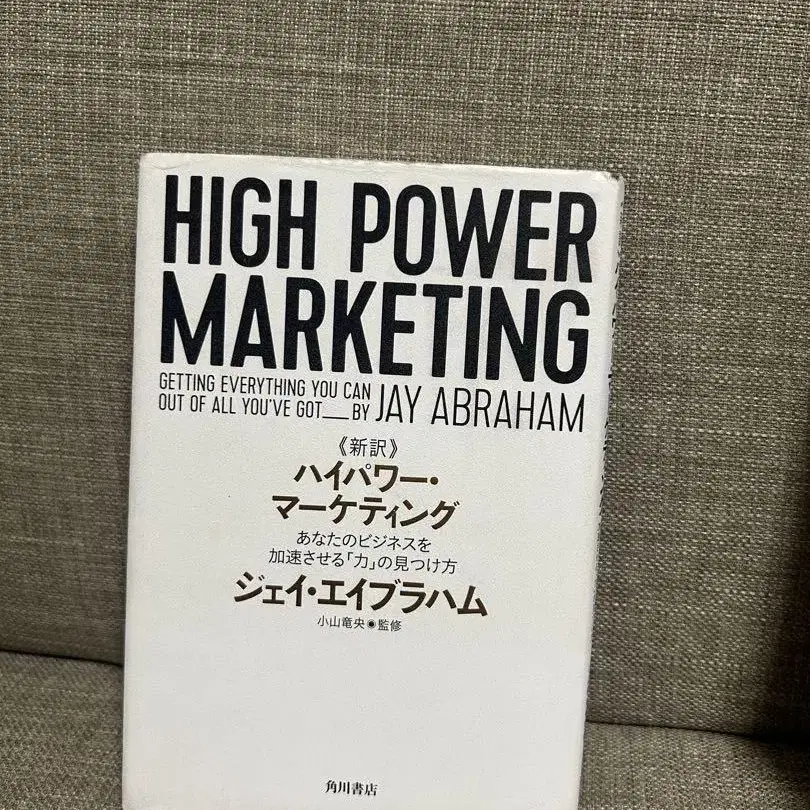 HIGH POWER
MARKETING
GETTING EVERYTHING YOU CAN
OUT OF ALL YOU'VE GOT___BY JAY ABRAHAM
《新訳》
ハイパワー・
マーケティング
あなたのビジネスを
加速させる「力」の見つけ方
ジェイ・エイブラハム
小山竜央◉監修
角川書店